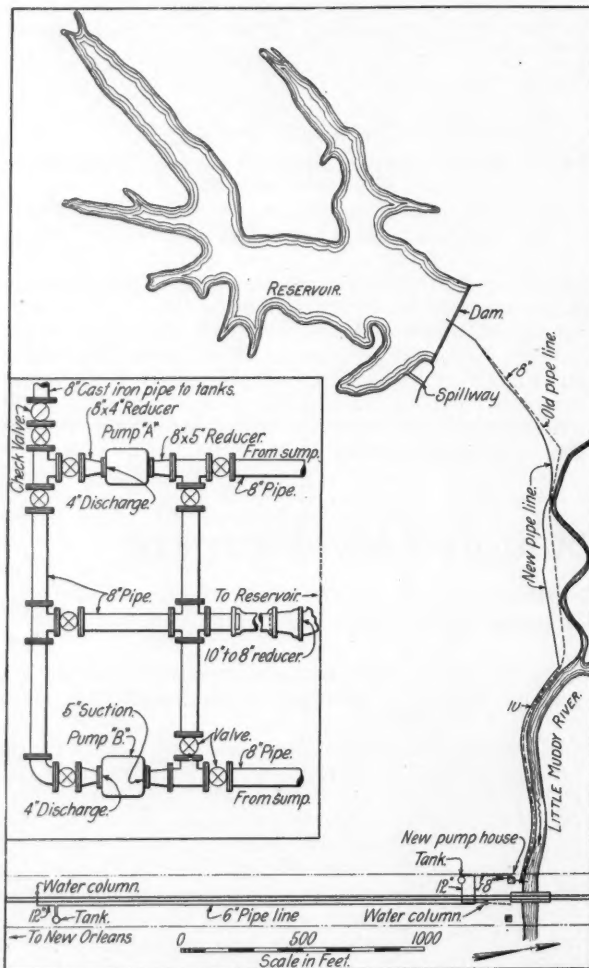 RESERVOIR.
Dam.
8"
Old pipe line.
Spillway
New pipe line.
10
LITTLE MUDDY RIVER.
8" Cast iron pipe to tanks.
8"x4" Reducer
Pump "A"
8"x5" Reducer.
Check Valve
From sump.
4" Discharge.
8" Pipe.
8" Pipe.
To Reservoir.
10" to 8" reducer.
5" Suction.
Pump "B".
Valve.
8" Pipe.
4" Discharge.
From sump.
New pump house
Tank.
12"
8"
Water column.
12"
Tank.
6" Pipe line
Water column.
To New Orleans
0 500 1000
Scale in Feet.